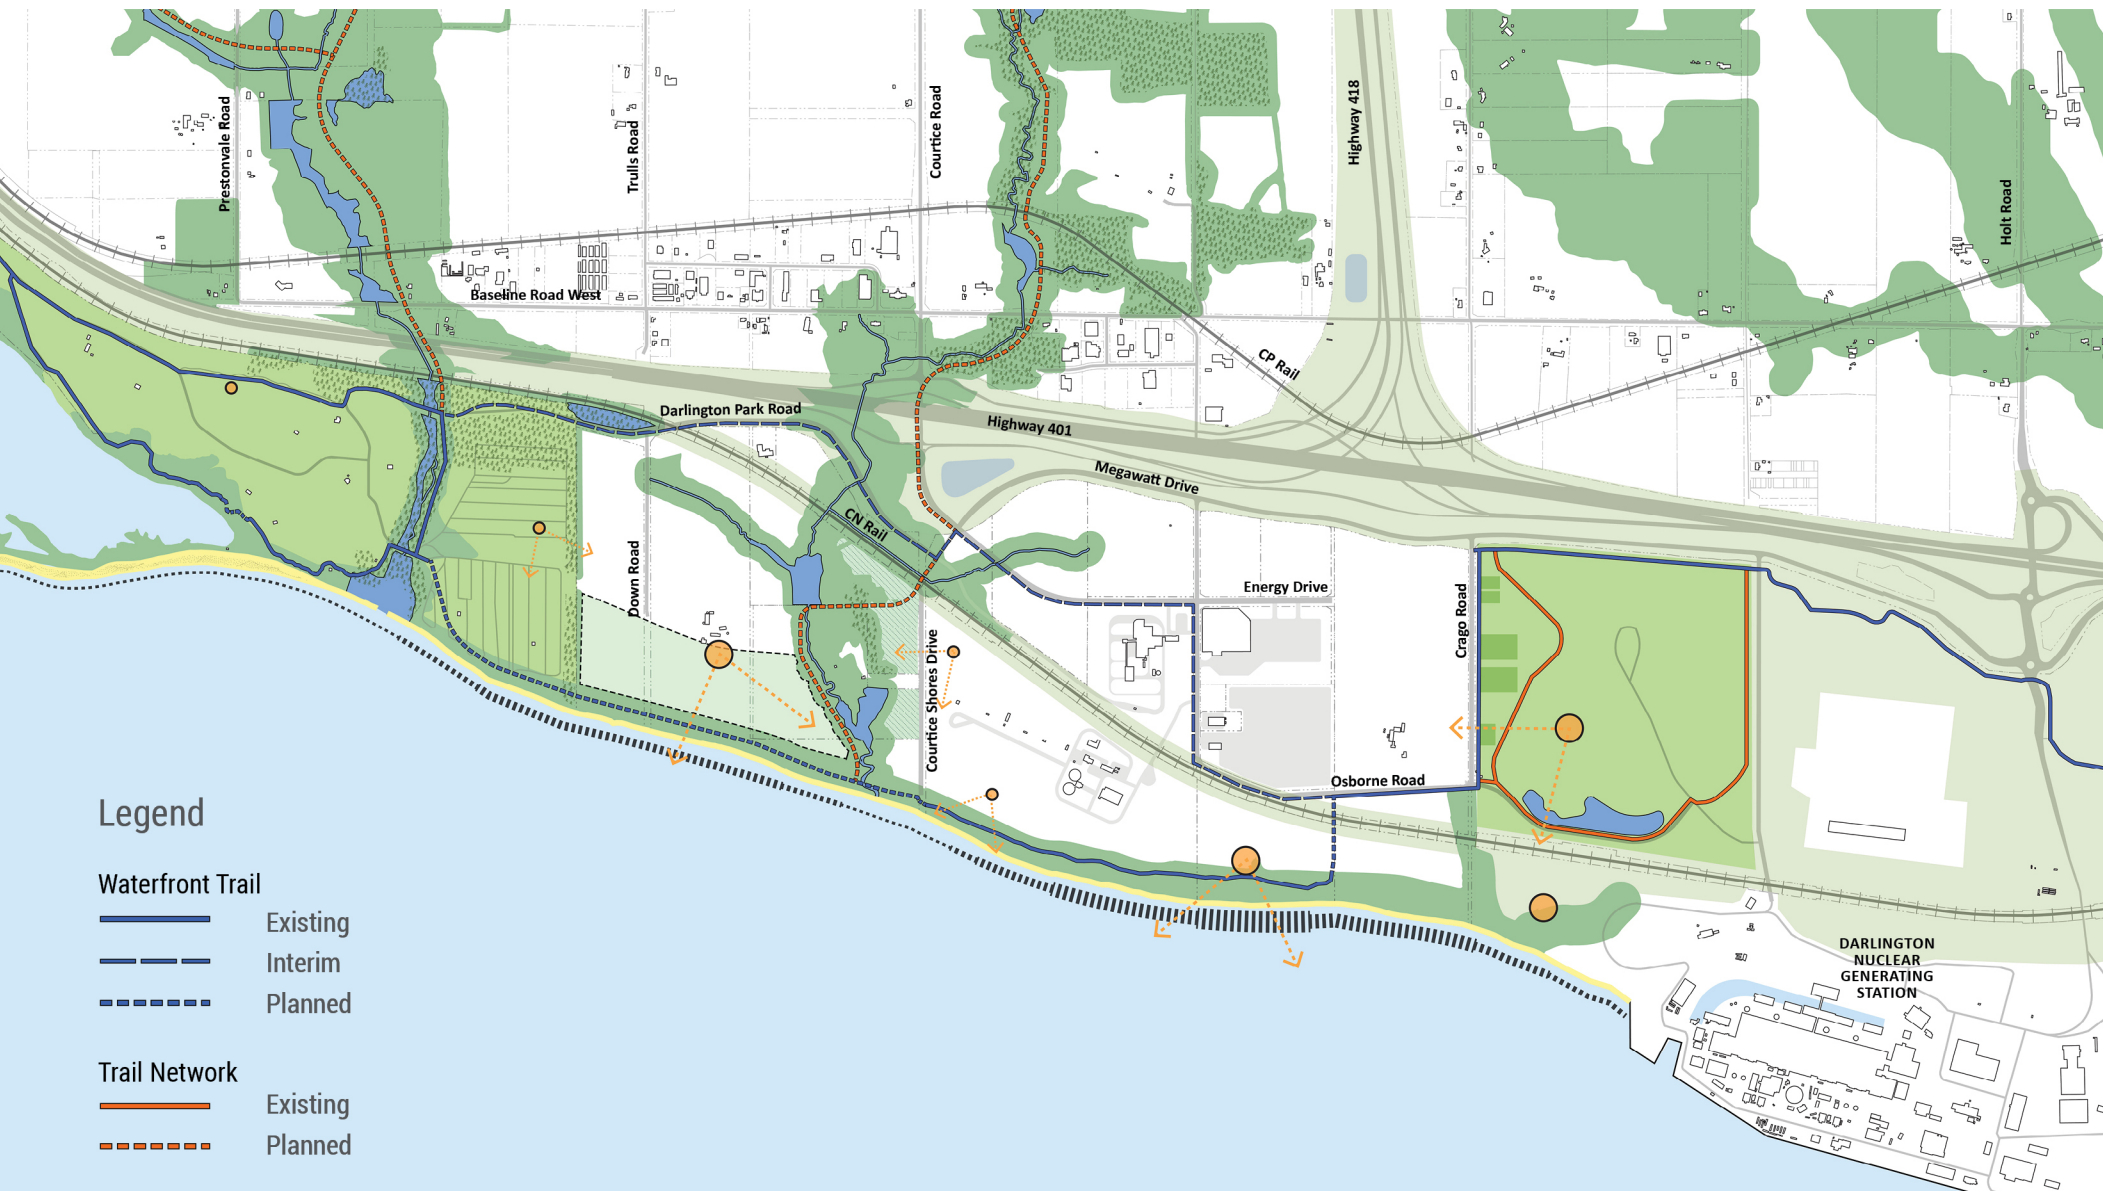 Prestonvale Road
Trulls Road
Courtice Road
Highway 418
Holt Road
Baseline Road West
CP Rail
Darlington Park Road
Highway 401
Megawatt Drive
CN Rail
Down Road
Energy Drive
Crago Road
Courtice Shores Drive
Osborne Road
DARLINGTON
NUCLEAR
GENERATING
STATION
Legend
Waterfront Trail
Existing
Interim
Planned
Trail Network
Existing
Planned